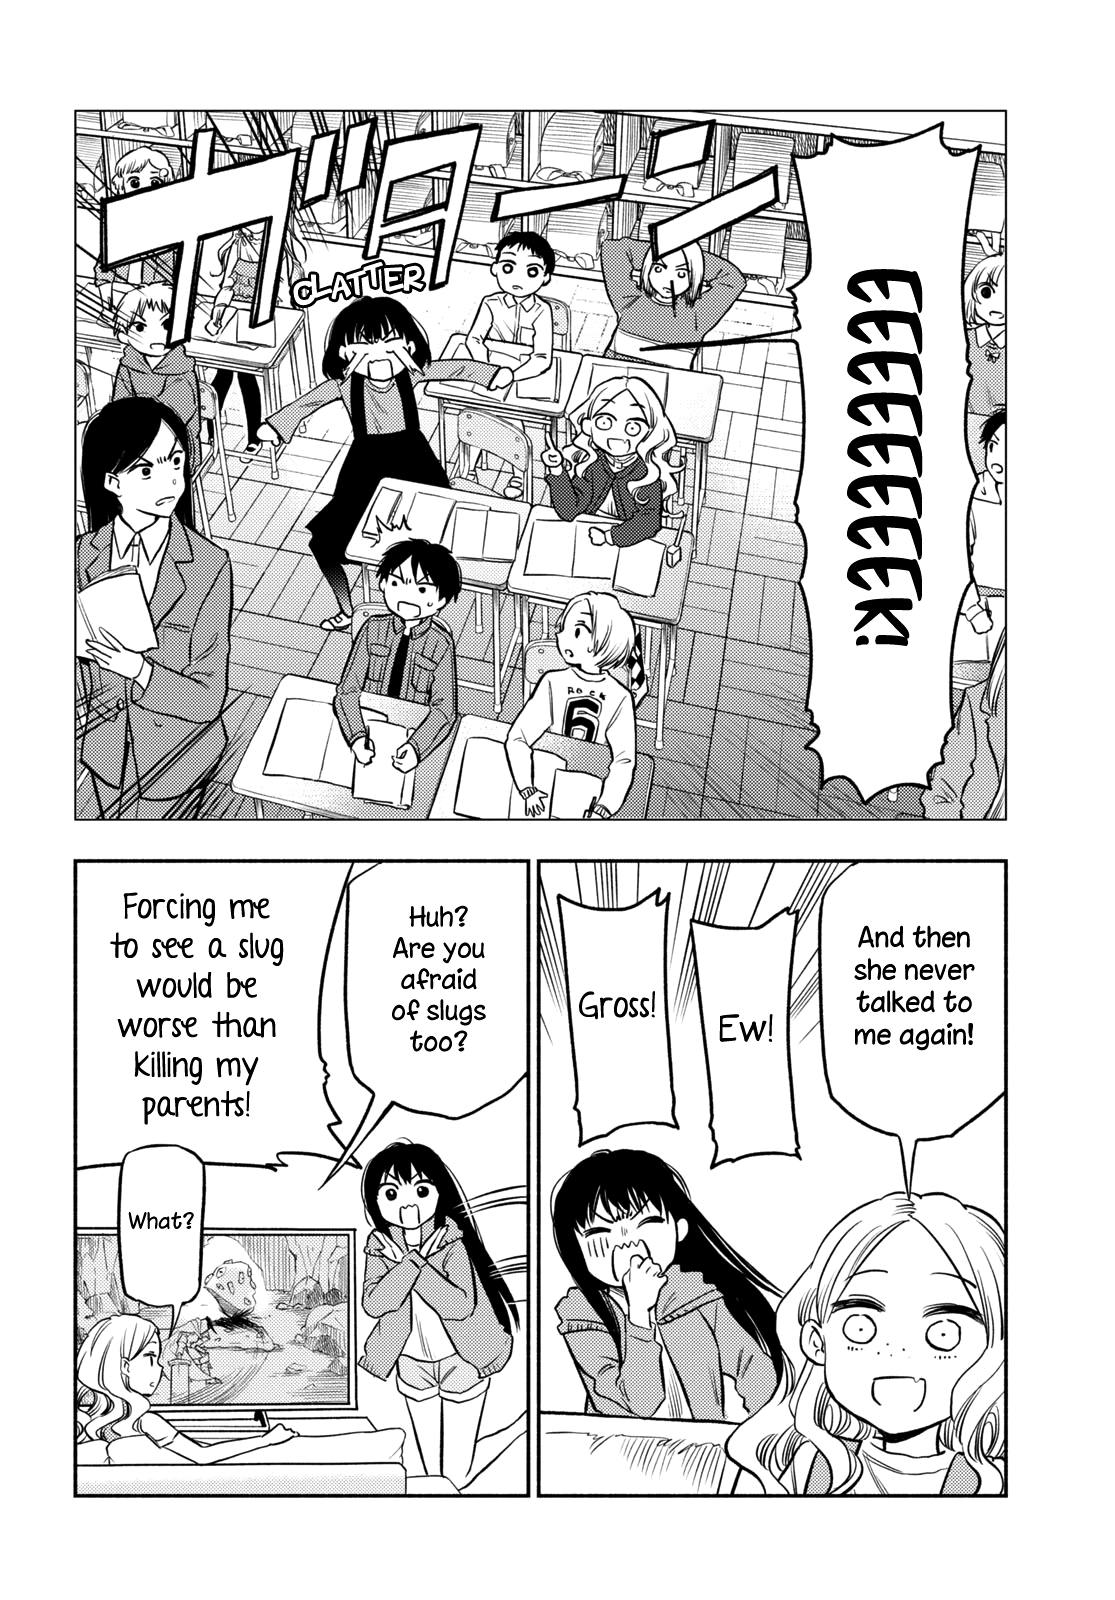 EEEEEEEEEEK!
ガターン
CLATTER
ROCK
6
And then
she never
talked to
me again!
Ew!
Gross!
Huh?
Are you
afraid
of slugs
too?
Forcing me
to see a slug
would be
worse than
killing my
parents!
What?